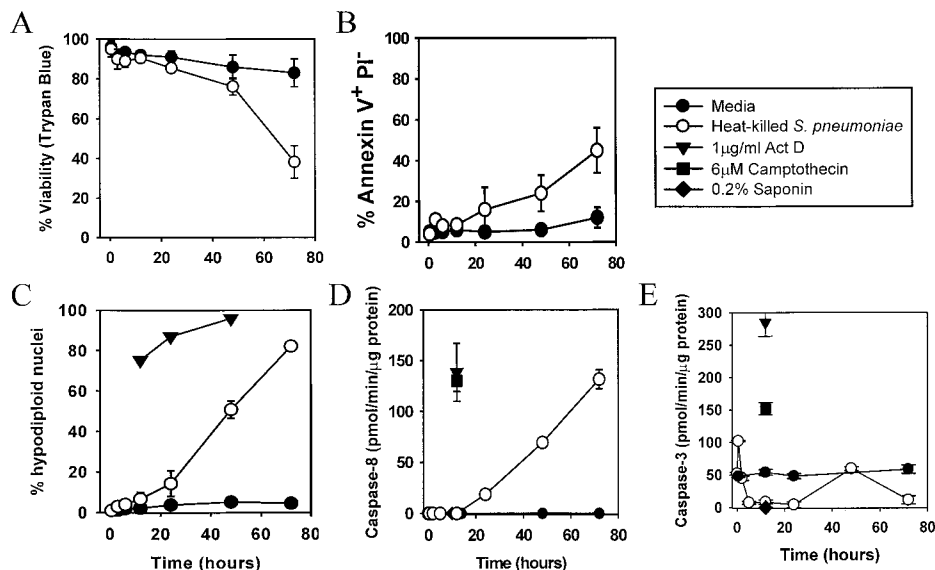 A
% Viability (Trypan Blue)
100
80
60
40
20
0
0 20 40 60 80
B
% Annexin V+ PI-
100
80
60
40
20
0
0 20 40 60 80
Media
Heat-killed S. pneumoniae
1µg/ml Act D
6µM Camptothecin
0.2% Saponin
C
% hypodiploid nuclei
100
80
60
40
20
0
0 20 40 60 80
Time (hours)
D
Caspase-8 (pmol/min/µg protein)
200
150
100
50
0
0 20 40 60 80
Time (hours)
E
Caspase-3 (pmol/min/µg protein)
300
250
200
150
100
50
0
0 20 40 60 80
Time (hours)